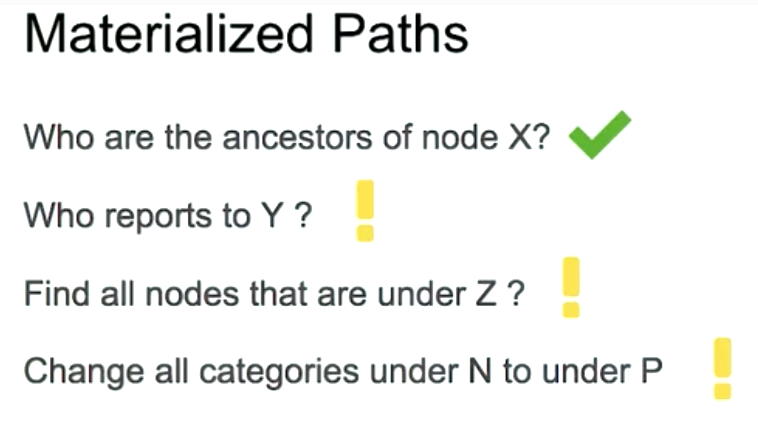 Materialized Paths
Who are the ancestors of node X?
Who reports to Y ?
Find all nodes that are under Z ?
Change all categories under N to under P